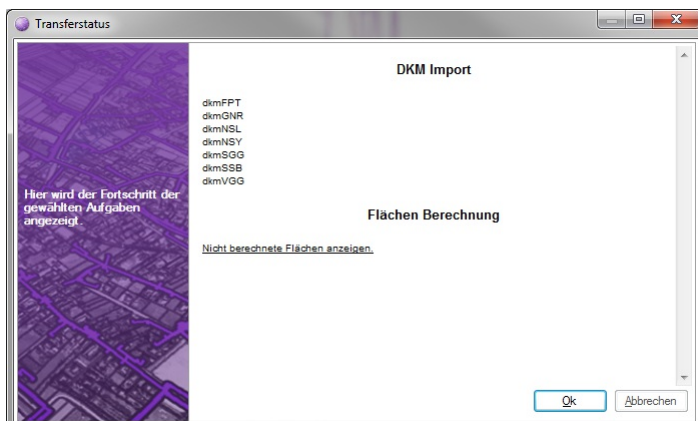 Transferstatus
DKM Import
dkmFPT
dkmGNR
dkmNSL
dkmNSY
dkmSGG
dkmSSB
dkmVGG
Hier wird der Fortschritt der
gewählten Aufgaben
angezeigt.
Flächen Berechnung
Nicht berechnete Flächen anzeigen.
Ok
Abbrechen